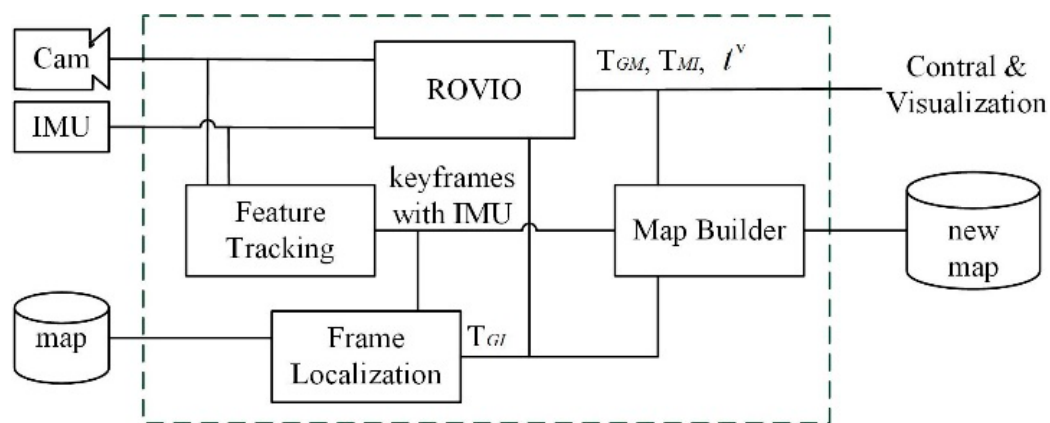 Cam
IMU
ROVIO
T_GM, T_MI, t^v
Contral &
Visualization
Feature
Tracking
keyframes
with IMU
Map Builder
new
map
map
Frame
Localization
T_GI